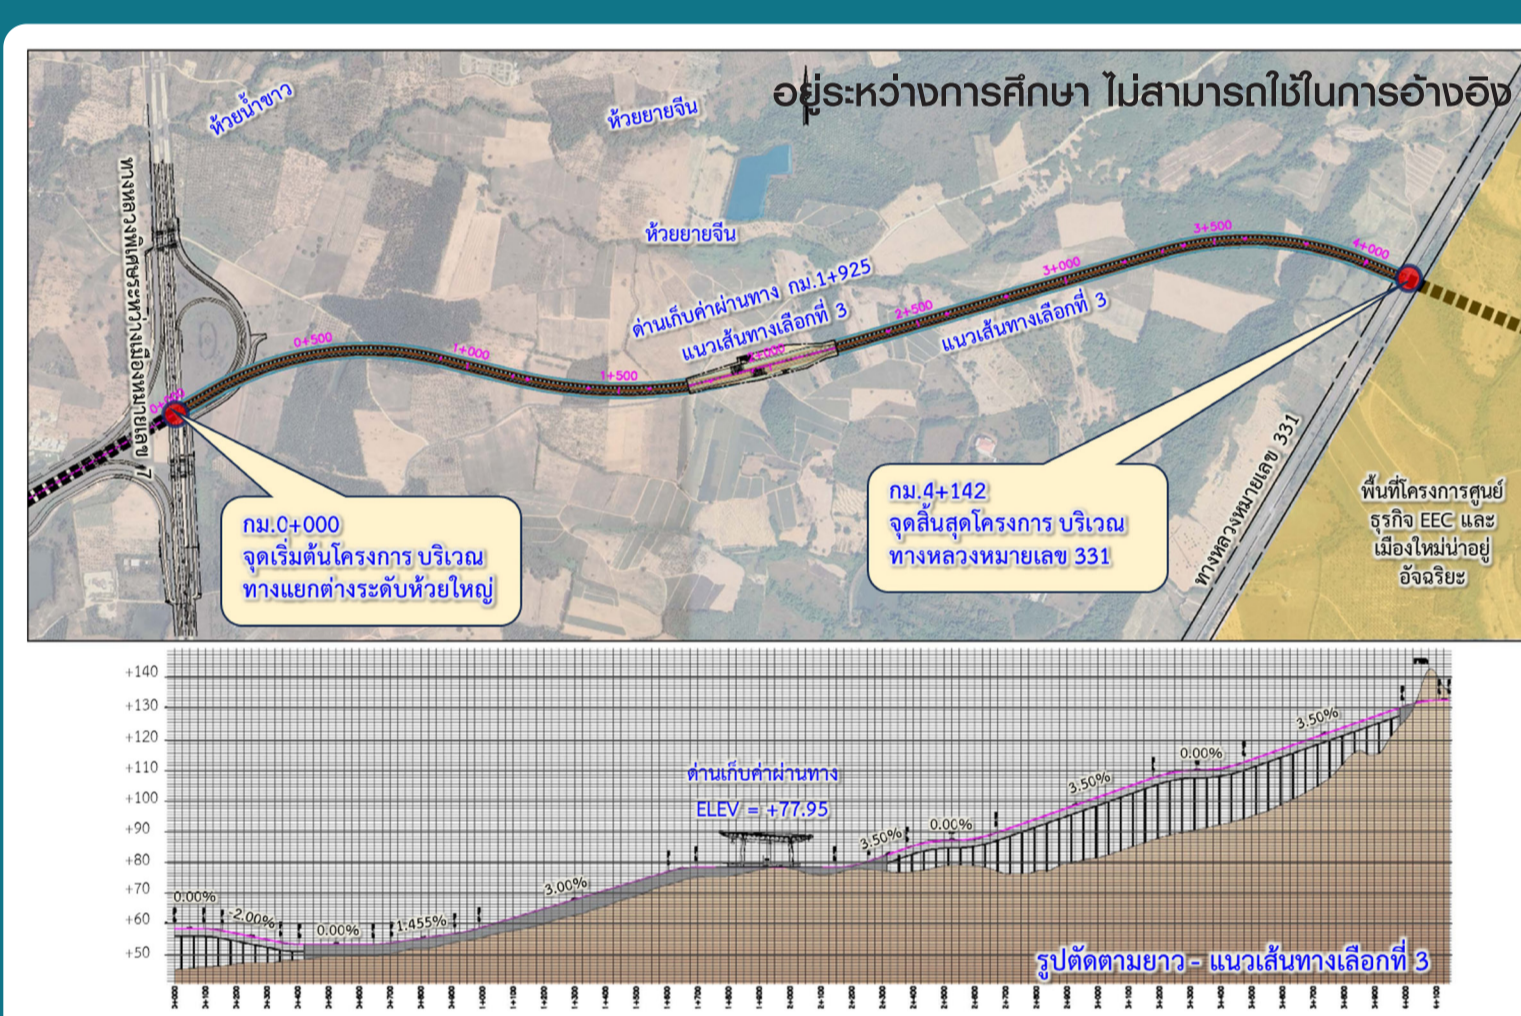 อยู่ระหว่างการศึกษา ไม่สามารถใช้ในการอ้างอิง
ห้วยน้ำขาว
ห้วยยายจีน
ห้วยยายจีน
ทางหลวงพิเศษระหว่างเมืองหมายเลข 7
ด่านเก็บค่าผ่านทาง กม.1+925
แนวเส้นทางเลือกที่ 3
แนวเส้นทางเลือกที่ 3
0+500
1+000
1+500
2+500
3+000
3+500
4+000
กม.0+000
จุดเริ่มต้นโครงการ บริเวณ
ทางแยกต่างระดับห้วยใหญ่
กม.4+142
จุดสิ้นสุดโครงการ บริเวณ
ทางหลวงหมายเลข 331
ทางหลวงหมายเลข 331
พื้นที่โครงการศูนย์
ธุรกิจ EEC และ
เมืองใหม่น่าอยู่
อัจฉริยะ
+140
+130
+120
+110
+100
+90
+80
+70
+60
+50
0.00%
-2.00%
0.00%
1.455%
3.00%
ด่านเก็บค่าผ่านทาง
ELEV = +77.95
3.50%
0.00%
3.50%
0.00%
3.50%
รูปตัดตามยาว - แนวเส้นทางเลือกที่ 3